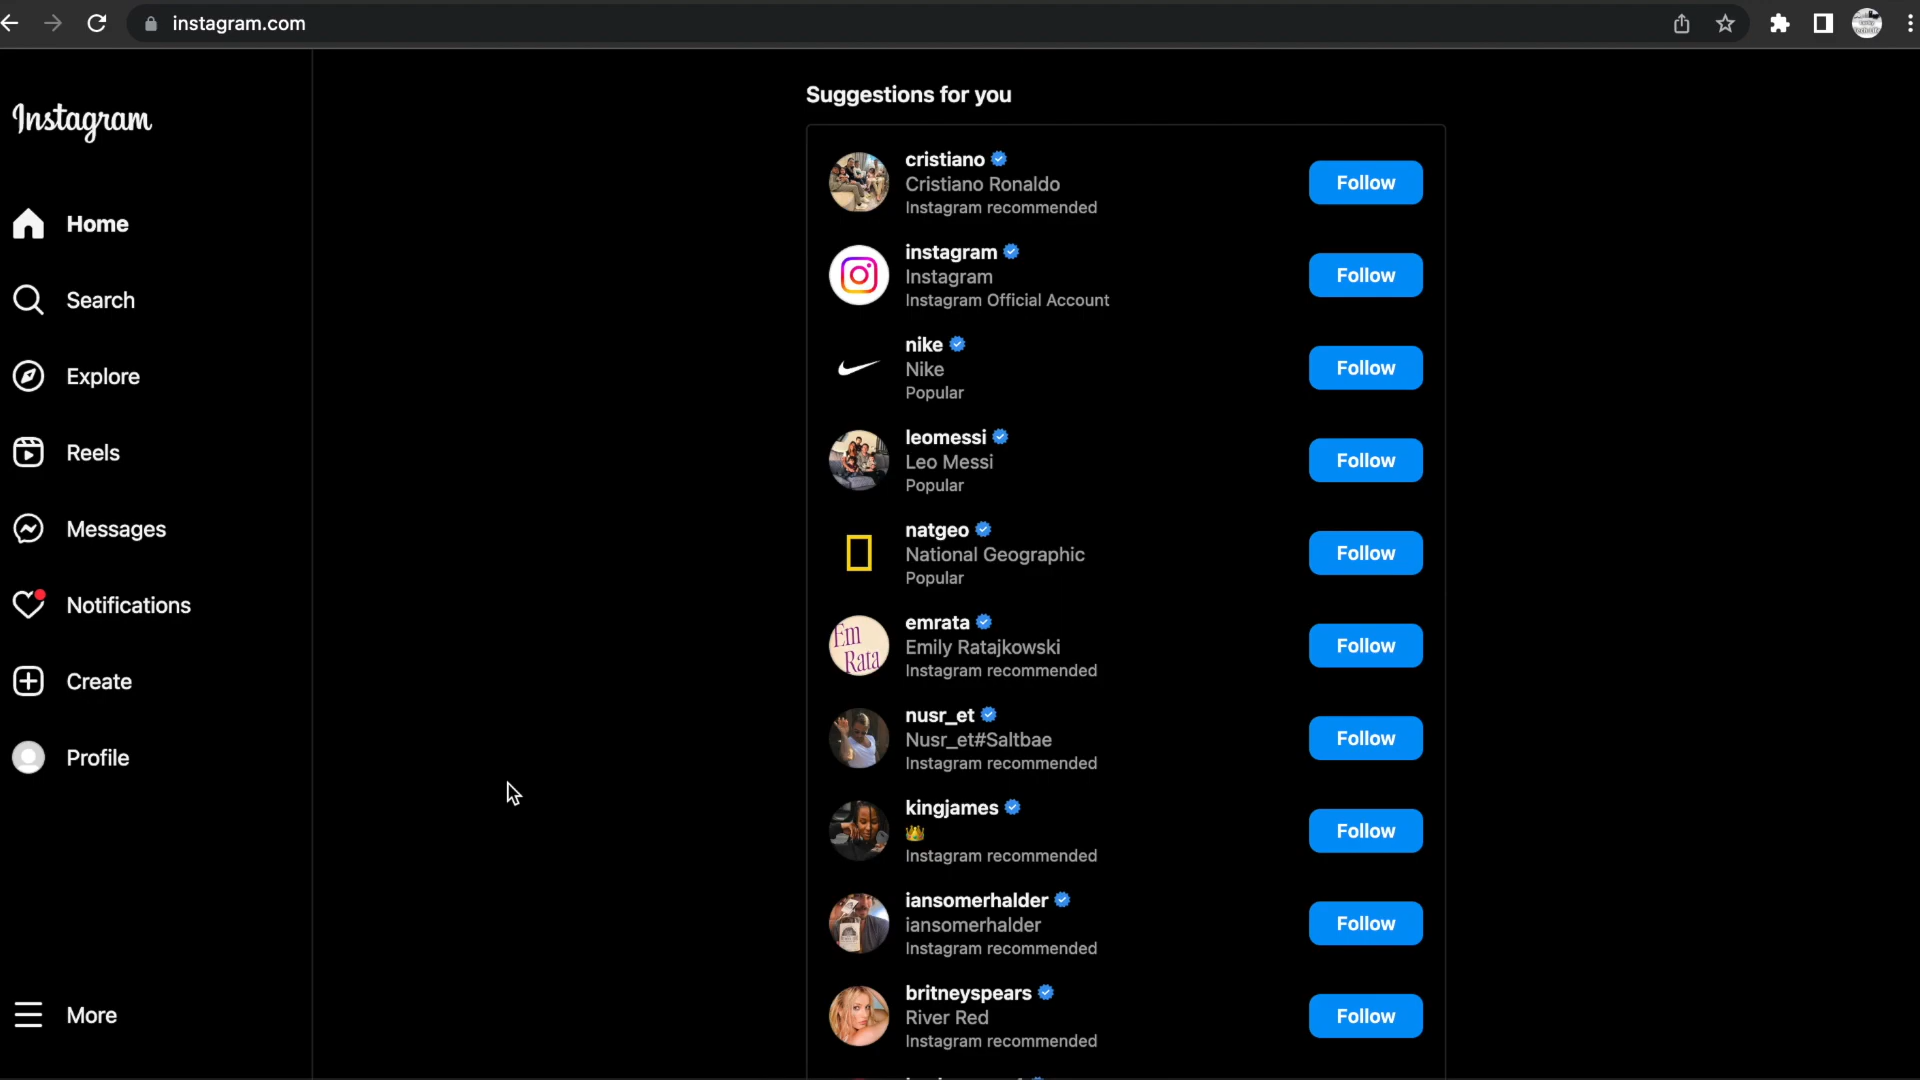 instagram.com
Instagram
Home
Search
Explore
Reels
Messages
Notifications
Create
Profile
More
Suggestions for you
cristiano
Cristiano Ronaldo
Instagram recommended
Follow
instagram
Instagram
Instagram Official Account
Follow
nike
Nike
Popular
Follow
leomessi
Leo Messi
Popular
Follow
natgeo
National Geographic
Popular
Follow
Em
Rata
emrata
Emily Ratajkowski
Instagram recommended
Follow
nusr_et
Nusr_et#Saltbae
Instagram recommended
Follow
kingjames
👑
Instagram recommended
Follow
iansomerhalder
iansomerhalder
Instagram recommended
Follow
britneyspears
River Red
Instagram recommended
Follow